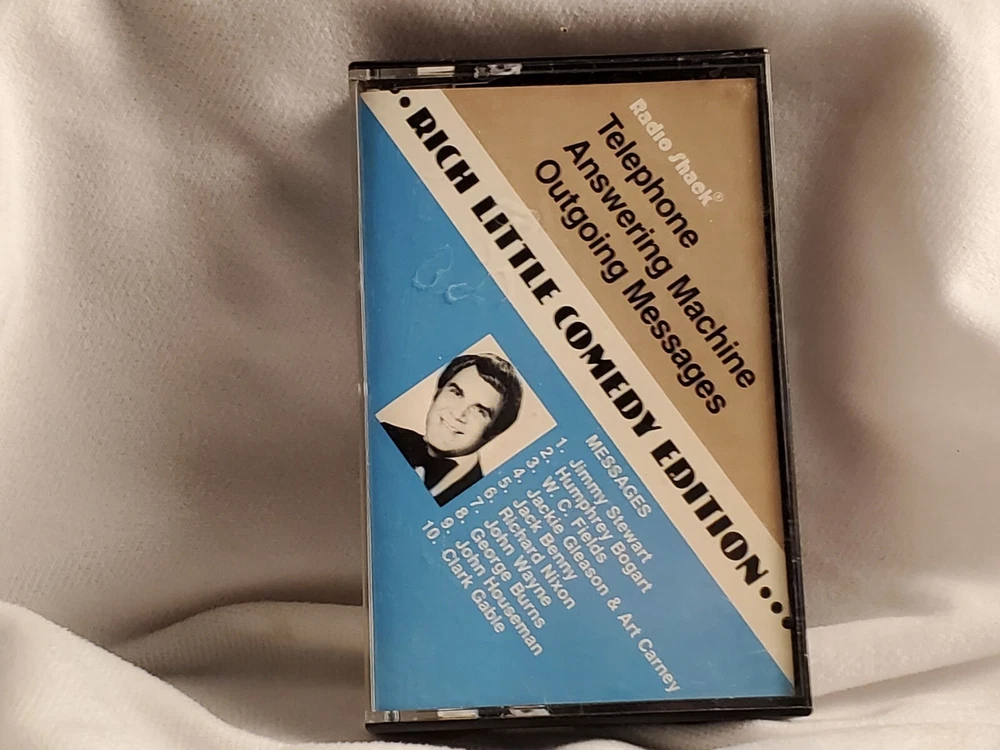 Radio Shack®
Telephone
Answering Machine
Outgoing Messages
RICH LITTLE COMEDY EDITION
MESSAGES
1. Jimmy Stewart
2. Humphrey Bogart
3. W. C. Fields
4. Jackie Gleason & Art Carney
5. Jack Benny
6. Richard Nixon
7. John Wayne
8. George Burns
9. John Houseman
10. Clark Gable